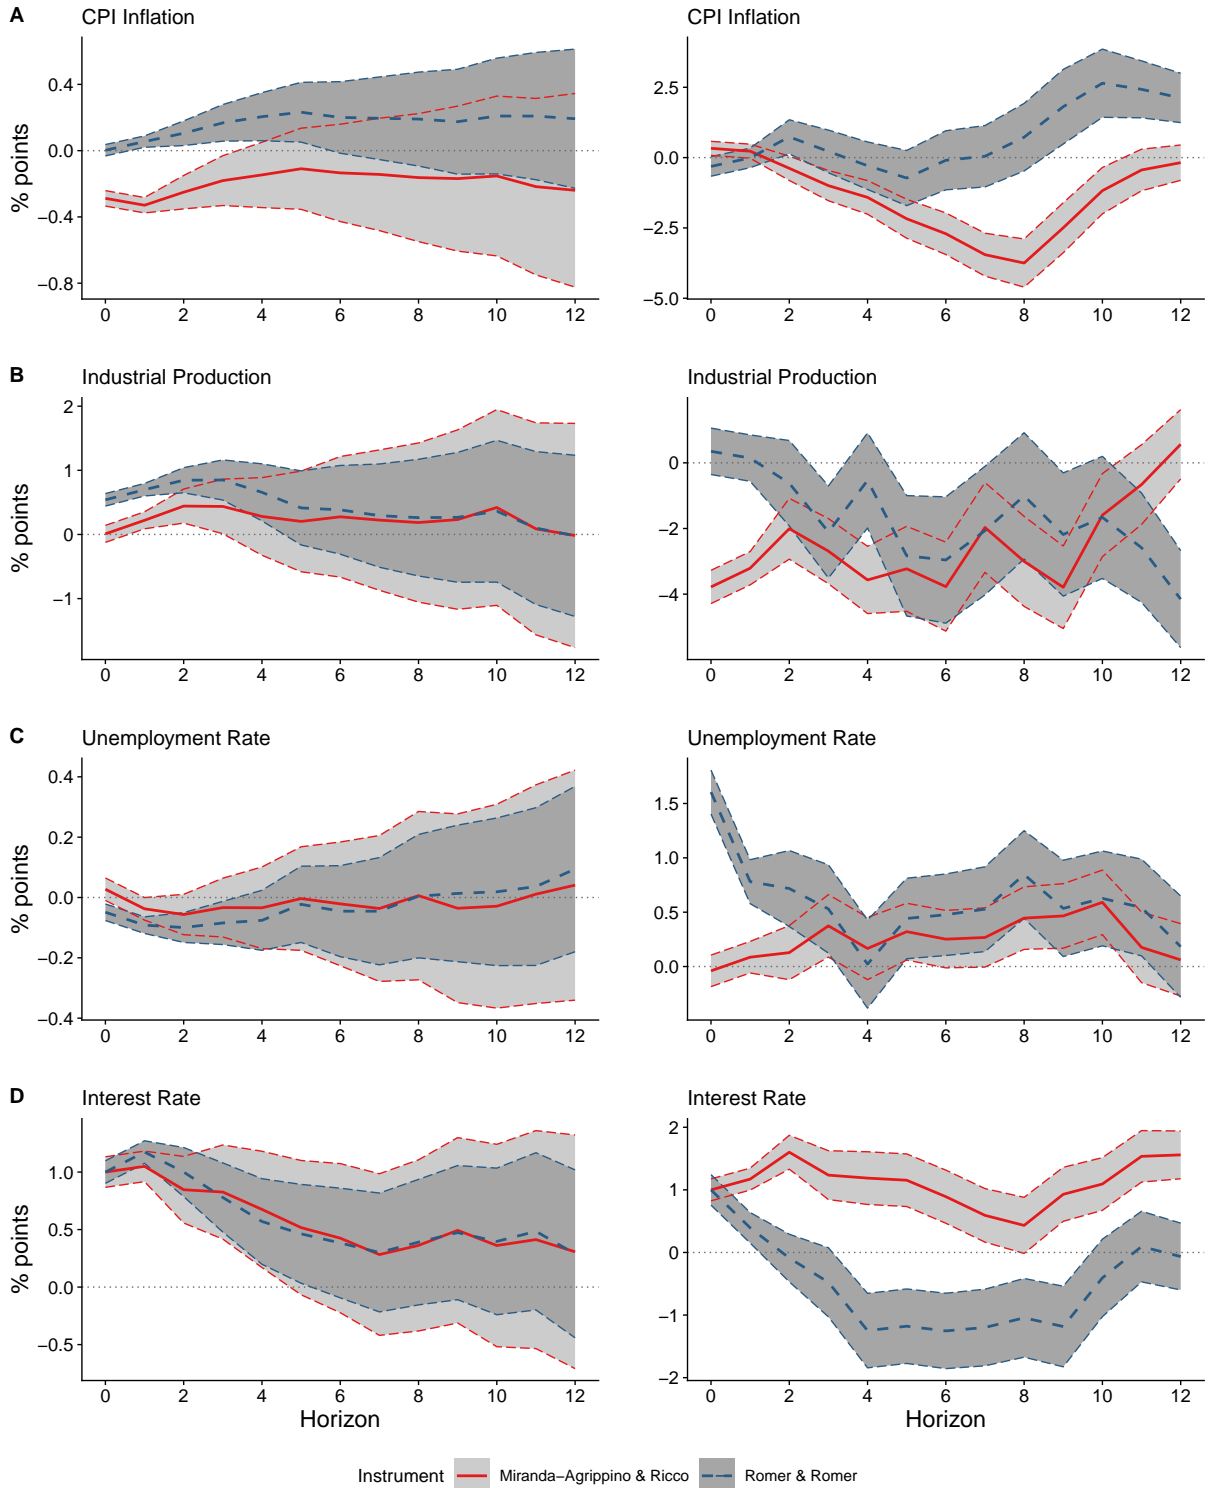 A
CPI Inflation
CPI Inflation
% points
0.4
0.0
−0.4
−0.8
0 2 4 6 8 10 12
2.5
0.0
−2.5
−5.0
0 2 4 6 8 10 12
B
Industrial Production
Industrial Production
% points
2
1
0
−1
0 2 4 6 8 10 12
0
−2
−4
0 2 4 6 8 10 12
C
Unemployment Rate
Unemployment Rate
% points
0.4
0.2
0.0
−0.2
−0.4
0 2 4 6 8 10 12
1.5
1.0
0.5
0.0
0 2 4 6 8 10 12
D
Interest Rate
Interest Rate
% points
1.0
0.5
0.0
−0.5
0 2 4 6 8 10 12
Horizon
2
1
0
−1
−2
0 2 4 6 8 10 12
Horizon
Instrument Miranda−Agrippino & Ricco Romer & Romer